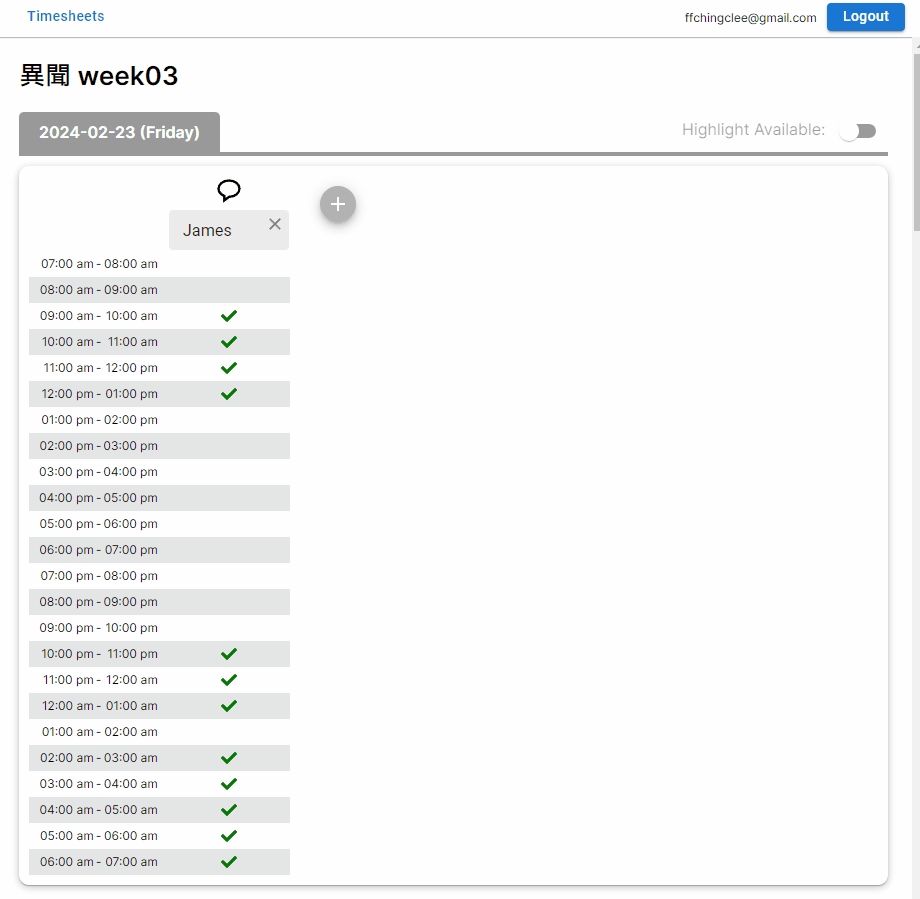 Timesheets
ffchingclee@gmail.com
Logout
異聞 week03
2024-02-23 (Friday)
Highlight Available:
James
07:00 am - 08:00 am
08:00 am - 09:00 am
09:00 am - 10:00 am
10:00 am - 11:00 am
11:00 am - 12:00 pm
12:00 pm - 01:00 pm
01:00 pm - 02:00 pm
02:00 pm - 03:00 pm
03:00 pm - 04:00 pm
04:00 pm - 05:00 pm
05:00 pm - 06:00 pm
06:00 pm - 07:00 pm
07:00 pm - 08:00 pm
08:00 pm - 09:00 pm
09:00 pm - 10:00 pm
10:00 pm - 11:00 pm
11:00 pm - 12:00 am
12:00 am - 01:00 am
01:00 am - 02:00 am
02:00 am - 03:00 am
03:00 am - 04:00 am
04:00 am - 05:00 am
05:00 am - 06:00 am
06:00 am - 07:00 am